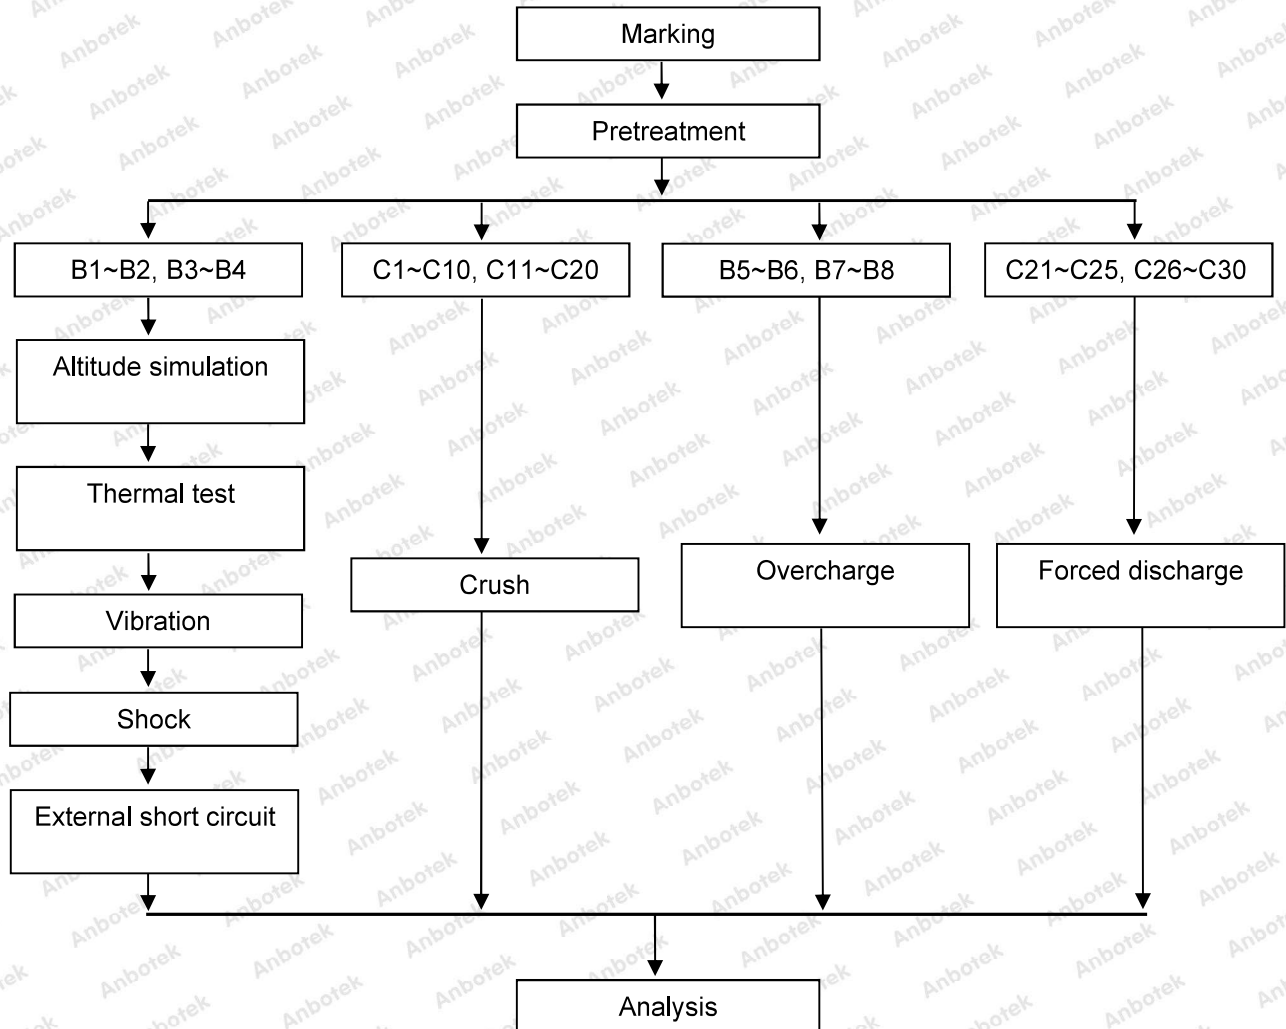 Marking
Pretreatment
B1~B2, B3~B4
C1~C10, C11~C20
B5~B6, B7~B8
C21~C25, C26~C30
Altitude simulation
Thermal test
Vibration
Shock
External short circuit
Crush
Overcharge
Forced discharge
Analysis
Anbotek